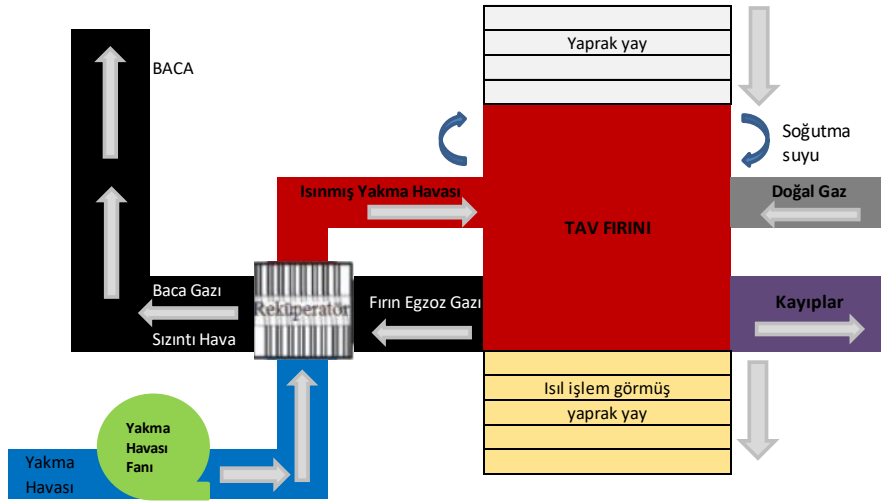 Yaprak yay
BACA
Soğutma
suyu
Isınmış Yakma Havası
Doğal Gaz
TAV FIRINI
Baca Gazı
Fırın Egzoz Gazı
Kayıplar
Reküperatör
Sızıntı Hava
Isıl işlem görmüş
yaprak yay
Yakma
Havası
Fanı
Yakma
Havası